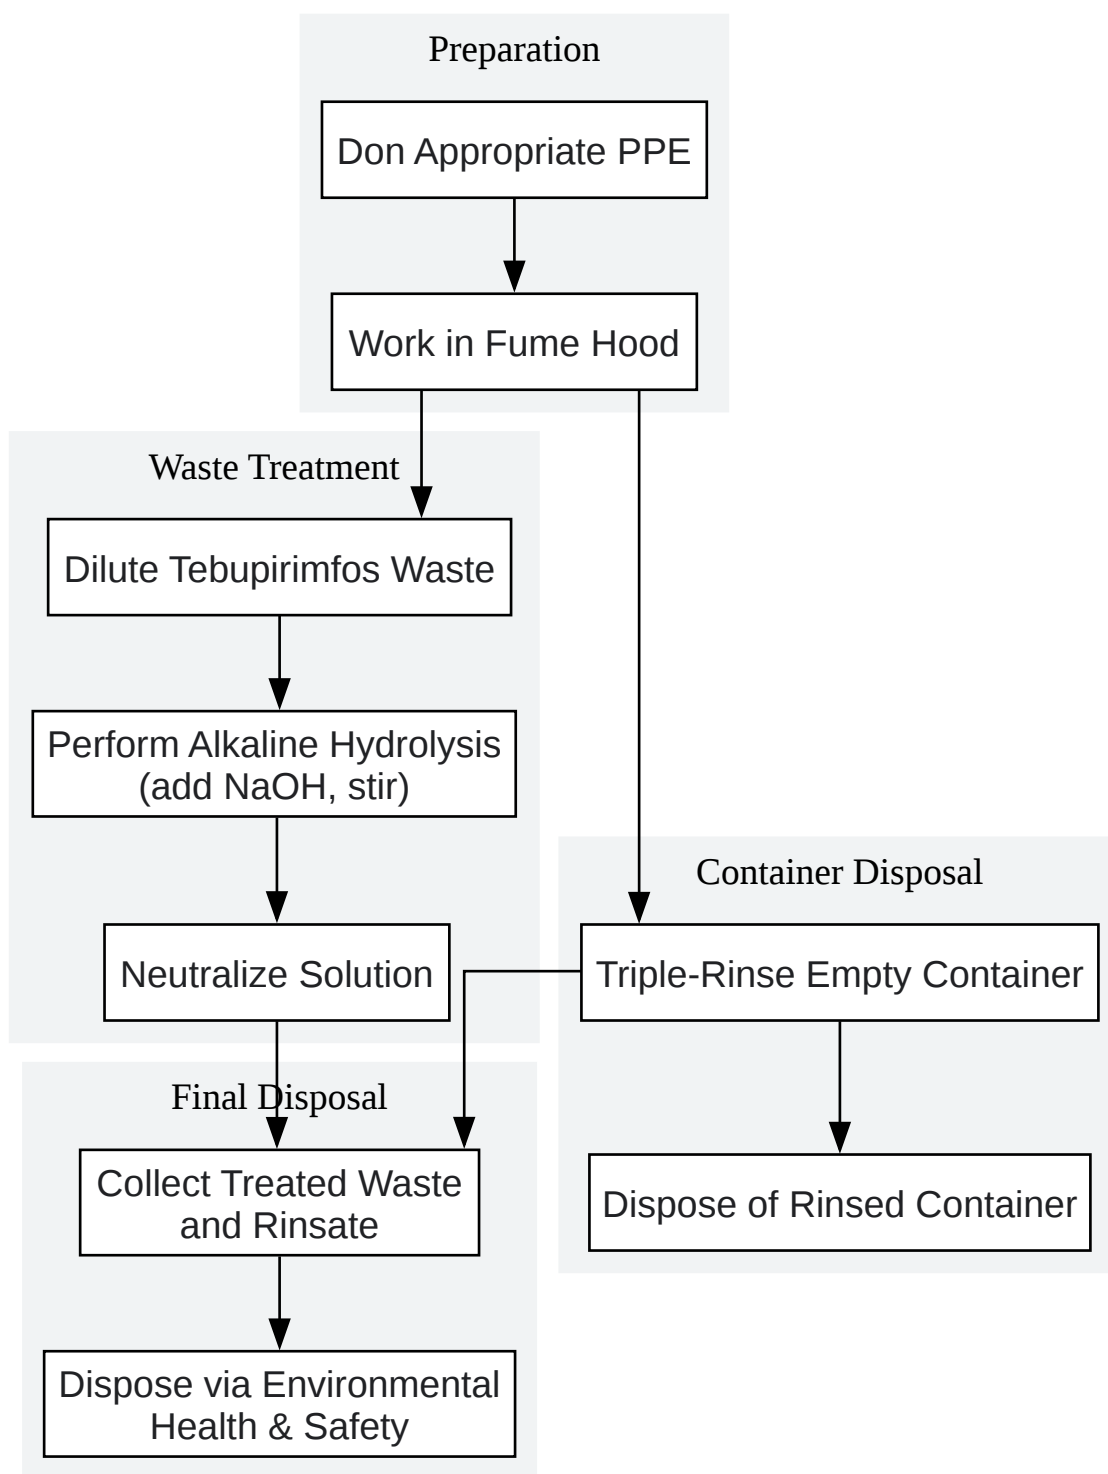 Preparation
Don Appropriate PPE
Work in Fume Hood
Waste Treatment
Dilute Tebupirimfos Waste
Perform Alkaline Hydrolysis
(add NaOH, stir)
Neutralize Solution
Container Disposal
Triple-Rinse Empty Container
Dispose of Rinsed Container
Final Disposal
Collect Treated Waste
and Rinsate
Dispose via Environmental
Health & Safety